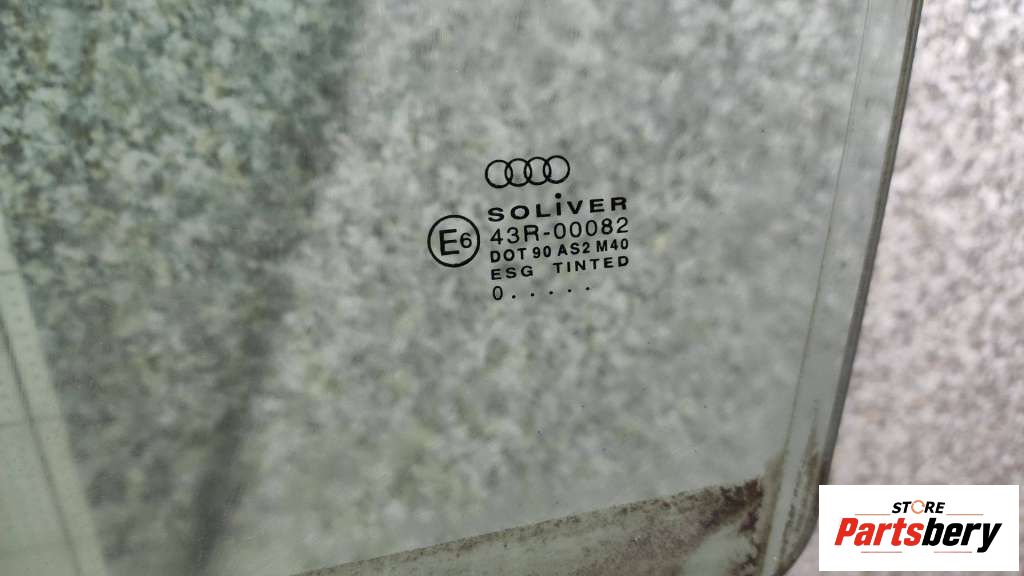 SOLiVER
E6
43R-00082
DOT 90 AS2 M40
ESG TINTED
0.....
STORE
Partsbery